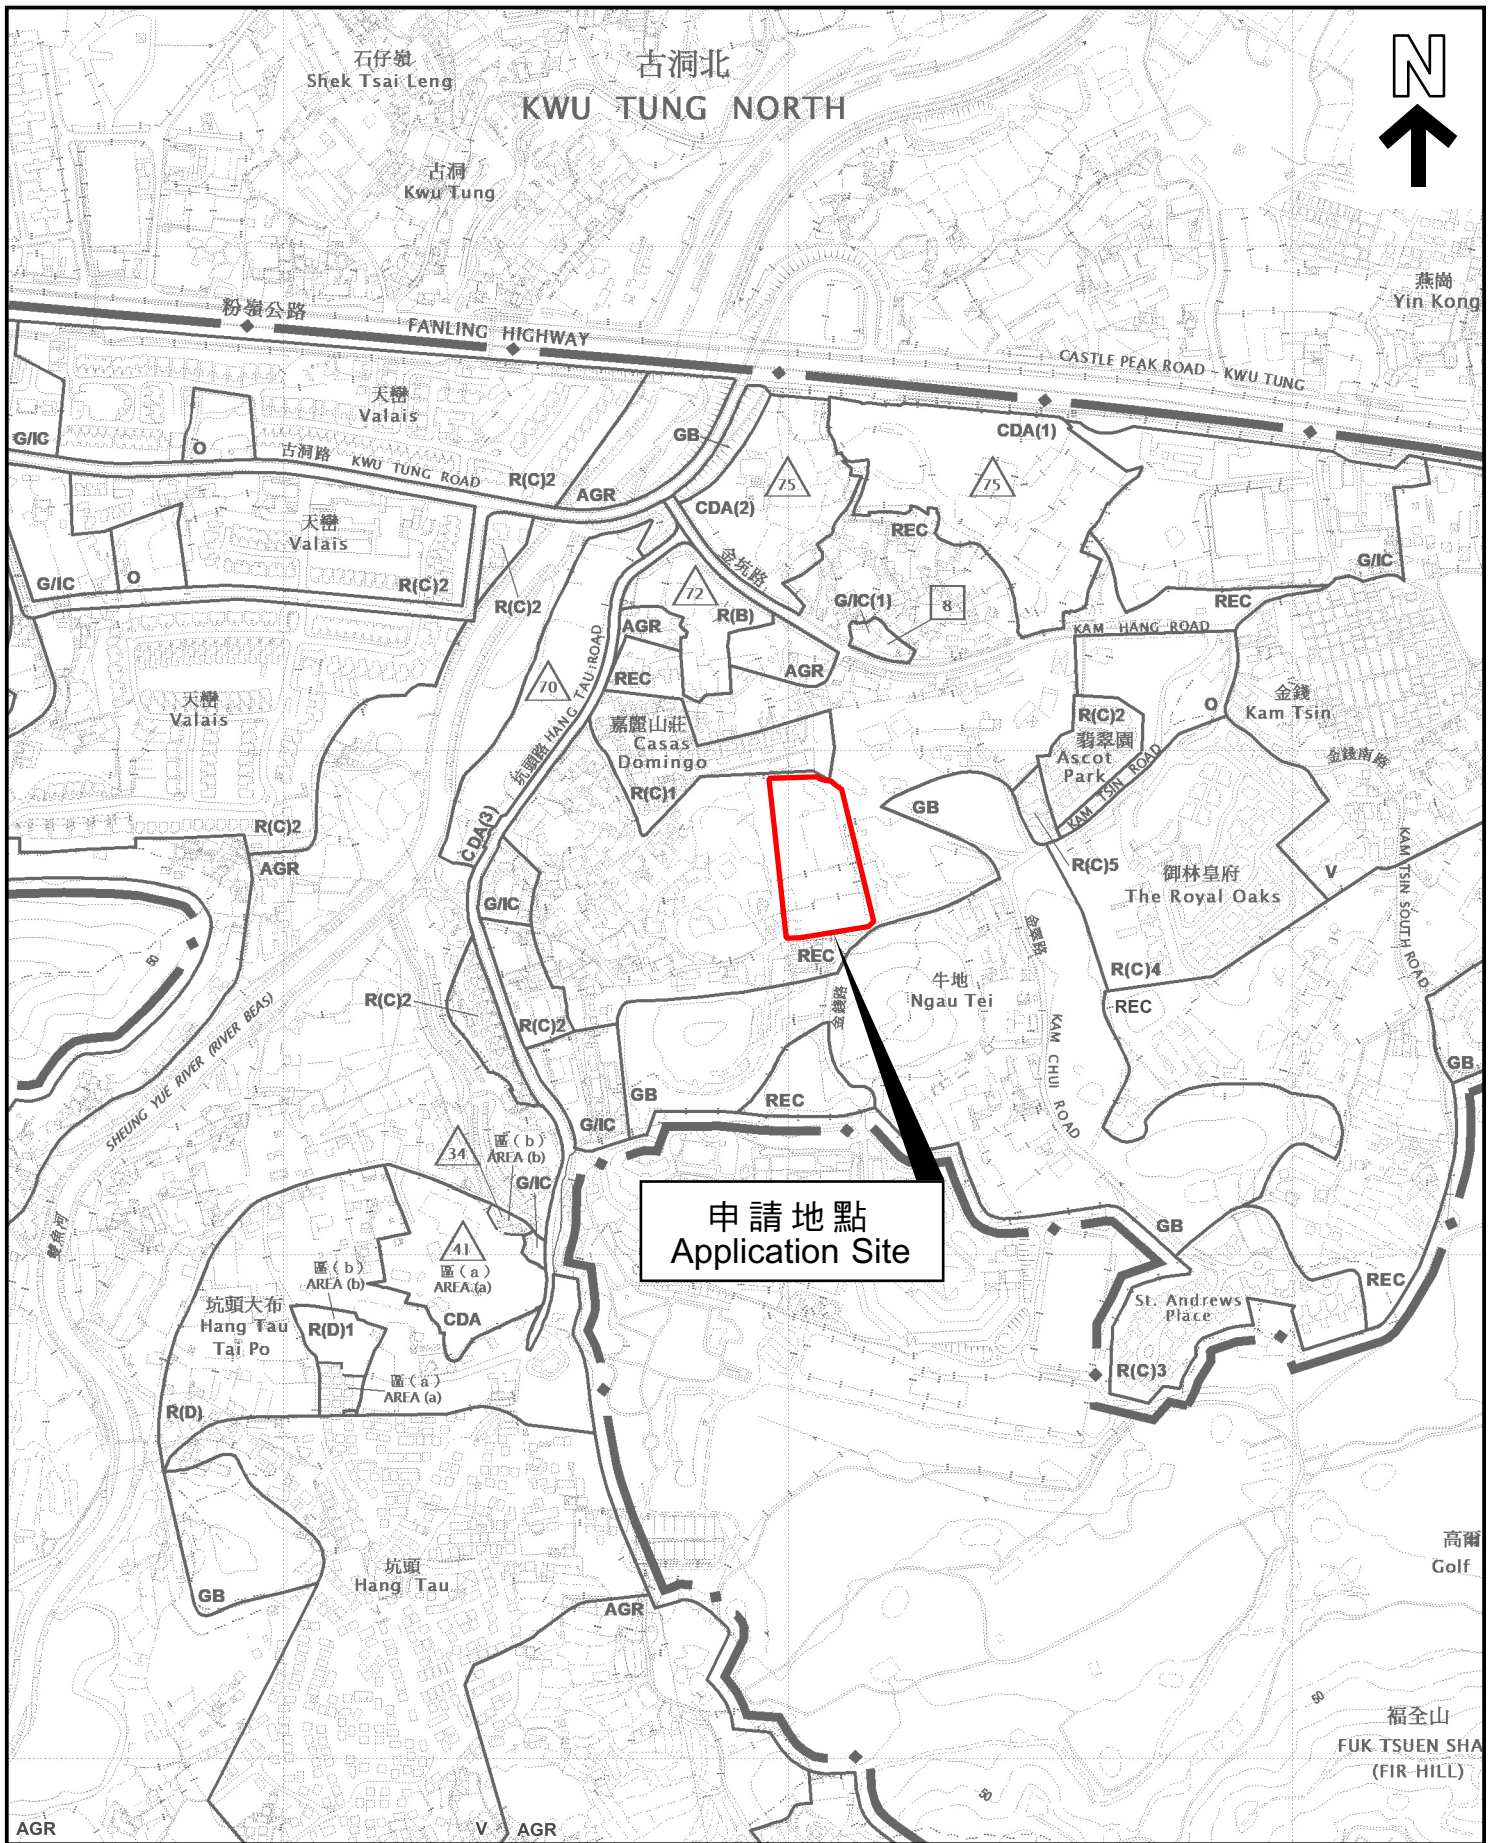 石仔嶺
Shek Tsai Leng
古洞北
KWU TUNG NORTH
N
古洞
Kwu Tung
燕崗
Yin Kong
粉嶺公路
FANLING HIGHWAY
CASTLE PEAK ROAD - KWU TUNG
天巒
Valais
G/IC
O
古洞路 KWU TUNG ROAD
R(C)2
GB
AGR
CDA(2)
75
CDA(1)
75
REC
G/IC
天巒
Valais
G/IC
O
R(C)2
R(C)2
金坑路
72
R(B)
G/IC(1)
8
REC
KAM HANG ROAD
AGR
REC
AGR
70
坑頭路 HANG TAU ROAD
天巒
Valais
嘉麗山莊
Casas
Domingo
R(C)1
R(C)2
翡翠園
Ascot
Park
O
金錢
Kam Tsin
金錢南路
KAM TSIN ROAD
GB
R(C)5
御林皇府
The Royal Oaks
V
KAM TSIN SOUTH ROAD
R(C)2
AGR
CDA(3)
G/IC
50
金翠路
REC
R(C)4
牛地
Ngau Tei
REC
R(C)2
R(C)2
金錢路
KAM CHUI ROAD
SHEUNG YUE RIVER (RIVER BEAS)
GB
REC
GB
G/IC
34
區（b）
AREA (b)
G/IC
申請地點
Application Site
GB
雙魚河
41
區（a）
AREA (a)
區（b）
AREA (b)
CDA
坑頭大布
Hang Tau
Tai Po
R(D)1
St. Andrews
Place
REC
R(C)3
區（a）
AREA (a)
R(D)
高爾
Golf
坑頭
Hang Tau
GB
AGR
50
福全山
FUK TSUEN SHA
(FIR HILL)
50
AGR
V
AGR